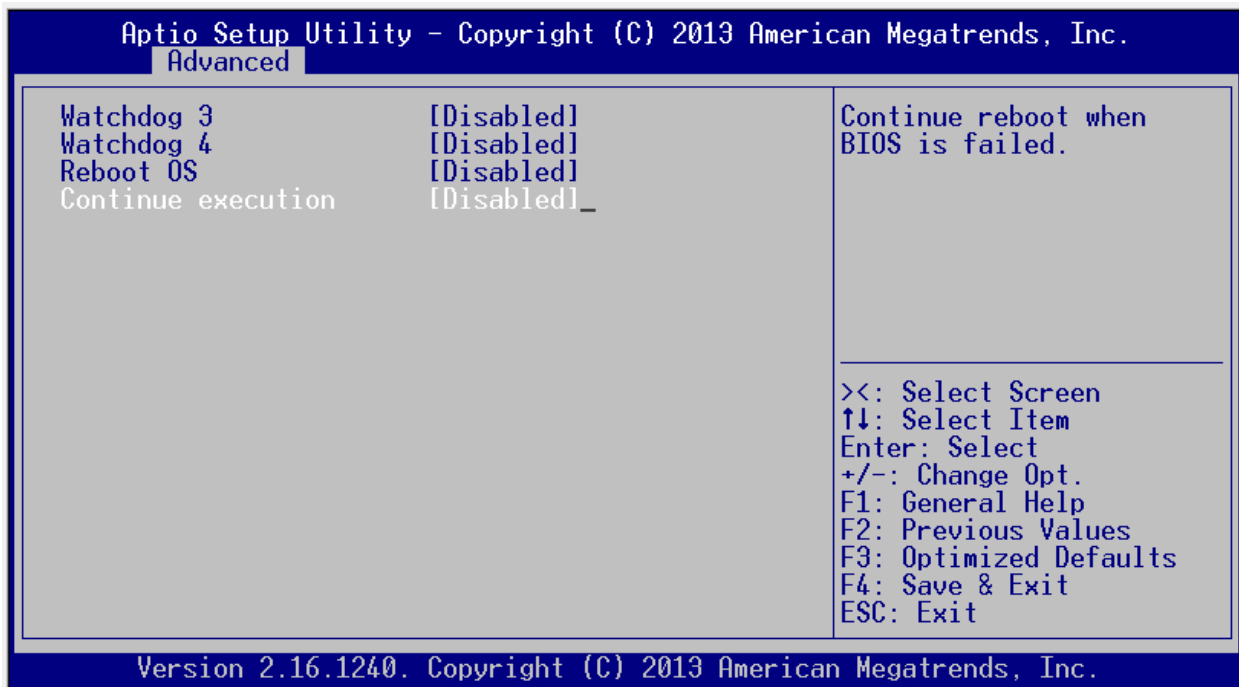 Aptio Setup Utility - Copyright (C) 2013 American Megatrends, Inc.
Advanced
Watchdog 3 [Disabled]
Watchdog 4 [Disabled]
Reboot OS [Disabled]
Continue execution [Disabled]_
Continue reboot when
BIOS is failed.
><: Select Screen
↑↓: Select Item
Enter: Select
+/-: Change Opt.
F1: General Help
F2: Previous Values
F3: Optimized Defaults
F4: Save & Exit
ESC: Exit
Version 2.16.1240. Copyright (C) 2013 American Megatrends, Inc.